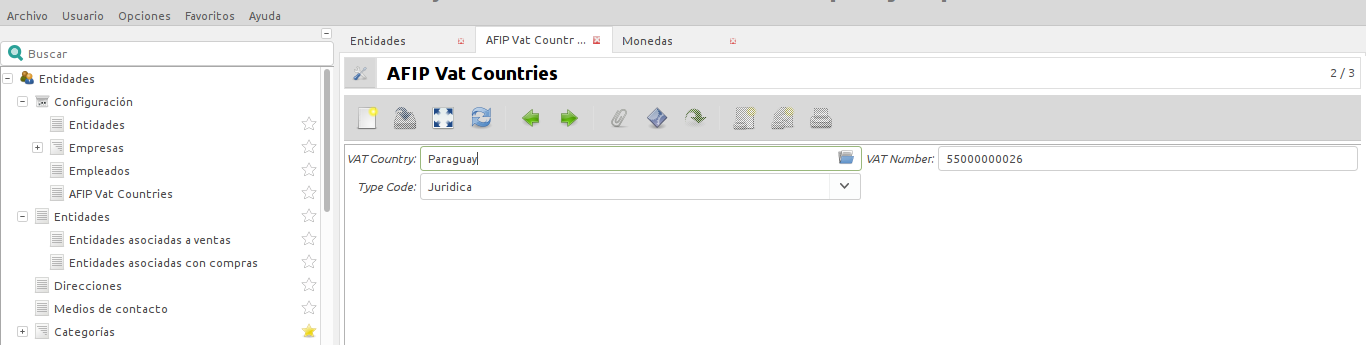 Archivo Usuario Opciones Favoritos Ayuda
Buscar
Entidades
Configuración
Entidades
Empresas
Empleados
AFIP Vat Countries
Entidades
Entidades asociadas a ventas
Entidades asociadas con compras
Direcciones
Medios de contacto
Categorías
Entidades AFIP Vat Countr ... Monedas
AFIP Vat Countries 2 / 3
VAT Country: Paraguay VAT Number: 55000000026
Type Code: Juridica